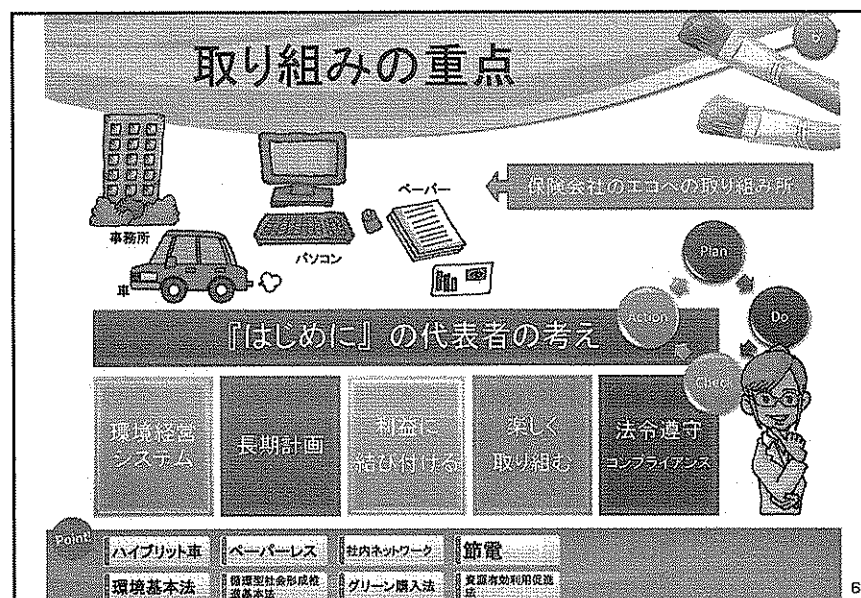 取り組みの重点
事務所
パソコン
ペーパー
車
保険会社のエコへの取り組み所
Plan
Do
Check
Action
『はじめに』の代表者の考え
環境経営
システム
長期計画
利益に
結び付ける
楽しく
取り組む
法令遵守
コンプライアンス
Point!
ハイブリット車
ペーパーレス
社内ネットワーク
節電
環境基本法
循環型社会形成推
進基本法
グリーン購入法
資源有効利用促進
法
6